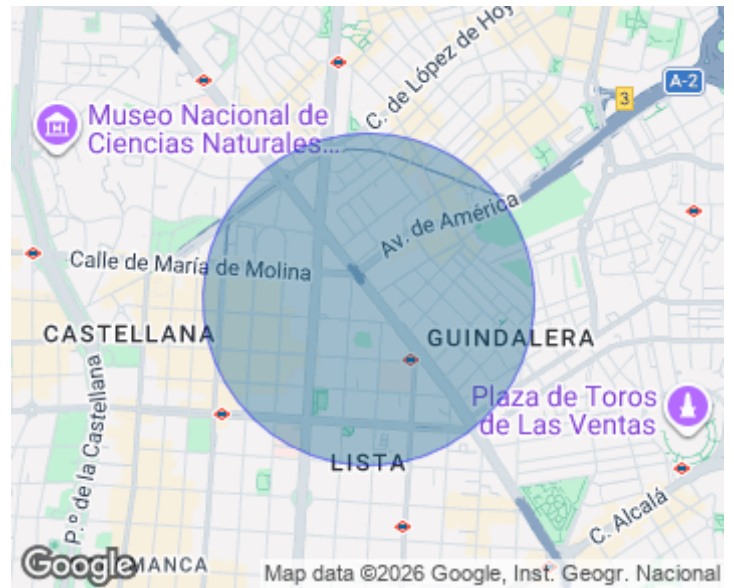 C. de López de Hoy
A-2
3
Museo Nacional de
Ciencias Naturales...
Av. de América
Calle de María de Molina
CASTELLANA
GUINDALERA
P.º de la Castellana
Plaza de Toros
de Las Ventas
LISTA
C. Alcalá
Google
MANCA
Map data ©2026 Google, Inst. Geogr. Nacional